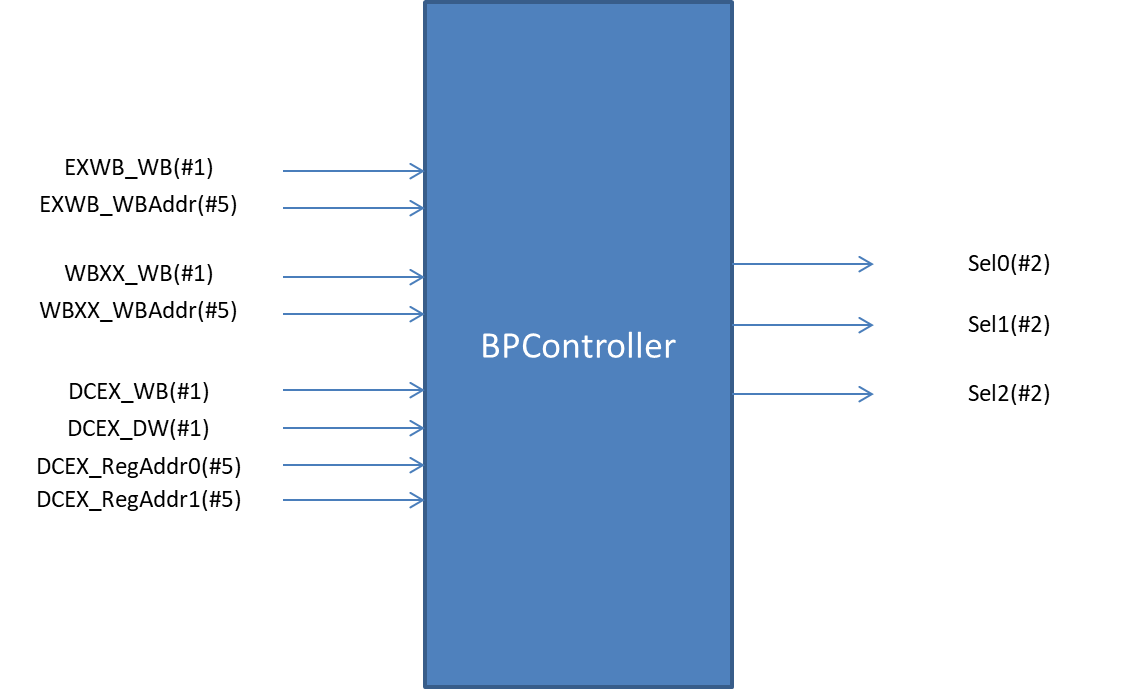 EXWB_WB(#1)
EXWB_WBAddr(#5)
WBXX_WB(#1)
WBXX_WBAddr(#5)
DCEX_WB(#1)
DCEX_DW(#1)
DCEX_RegAddr0(#5)
DCEX_RegAddr1(#5)
BPController
Sel0(#2)
Sel1(#2)
Sel2(#2)